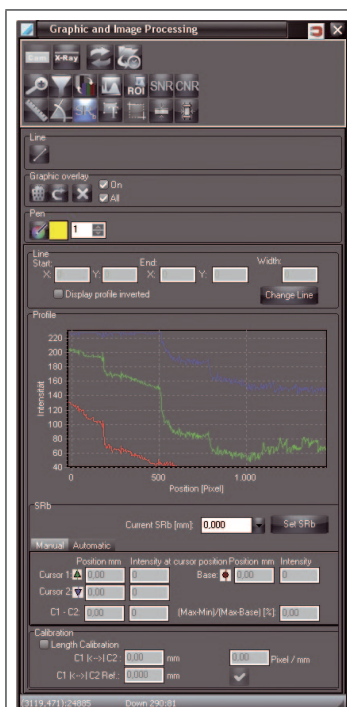 Graphic and Image Processing
X-Ray
ROI SNR CNR
Line
Graphic overlay
On
All
Pen
1
Line
Start: End: Width:
X: Y: X: Y:
Display profile inverted Change Line
Profile
220
200
180
160
140
120
100
80
60
40
Intensität
0 500 1.000
Position [Pixel]
SRb
Current SRb [mm]: 0,000 Set SRb
Manual Automatic
Position mm Intensity at cursor position Position mm Intensity
Cursor 1 0,00 0 Base: 0,00 0
Cursor 2 0,00 0
C1 - C2: 0,00 0 (Max-Min)/(Max-Base) [%]: 0,00
Calibration
Length Calibration
C1 |<-->| C2 : 0,00 mm 0,00 Pixel / mm
C1 |<-->| C2 Ref.: 0,000 mm
(3119,471):24885 Down 290;81